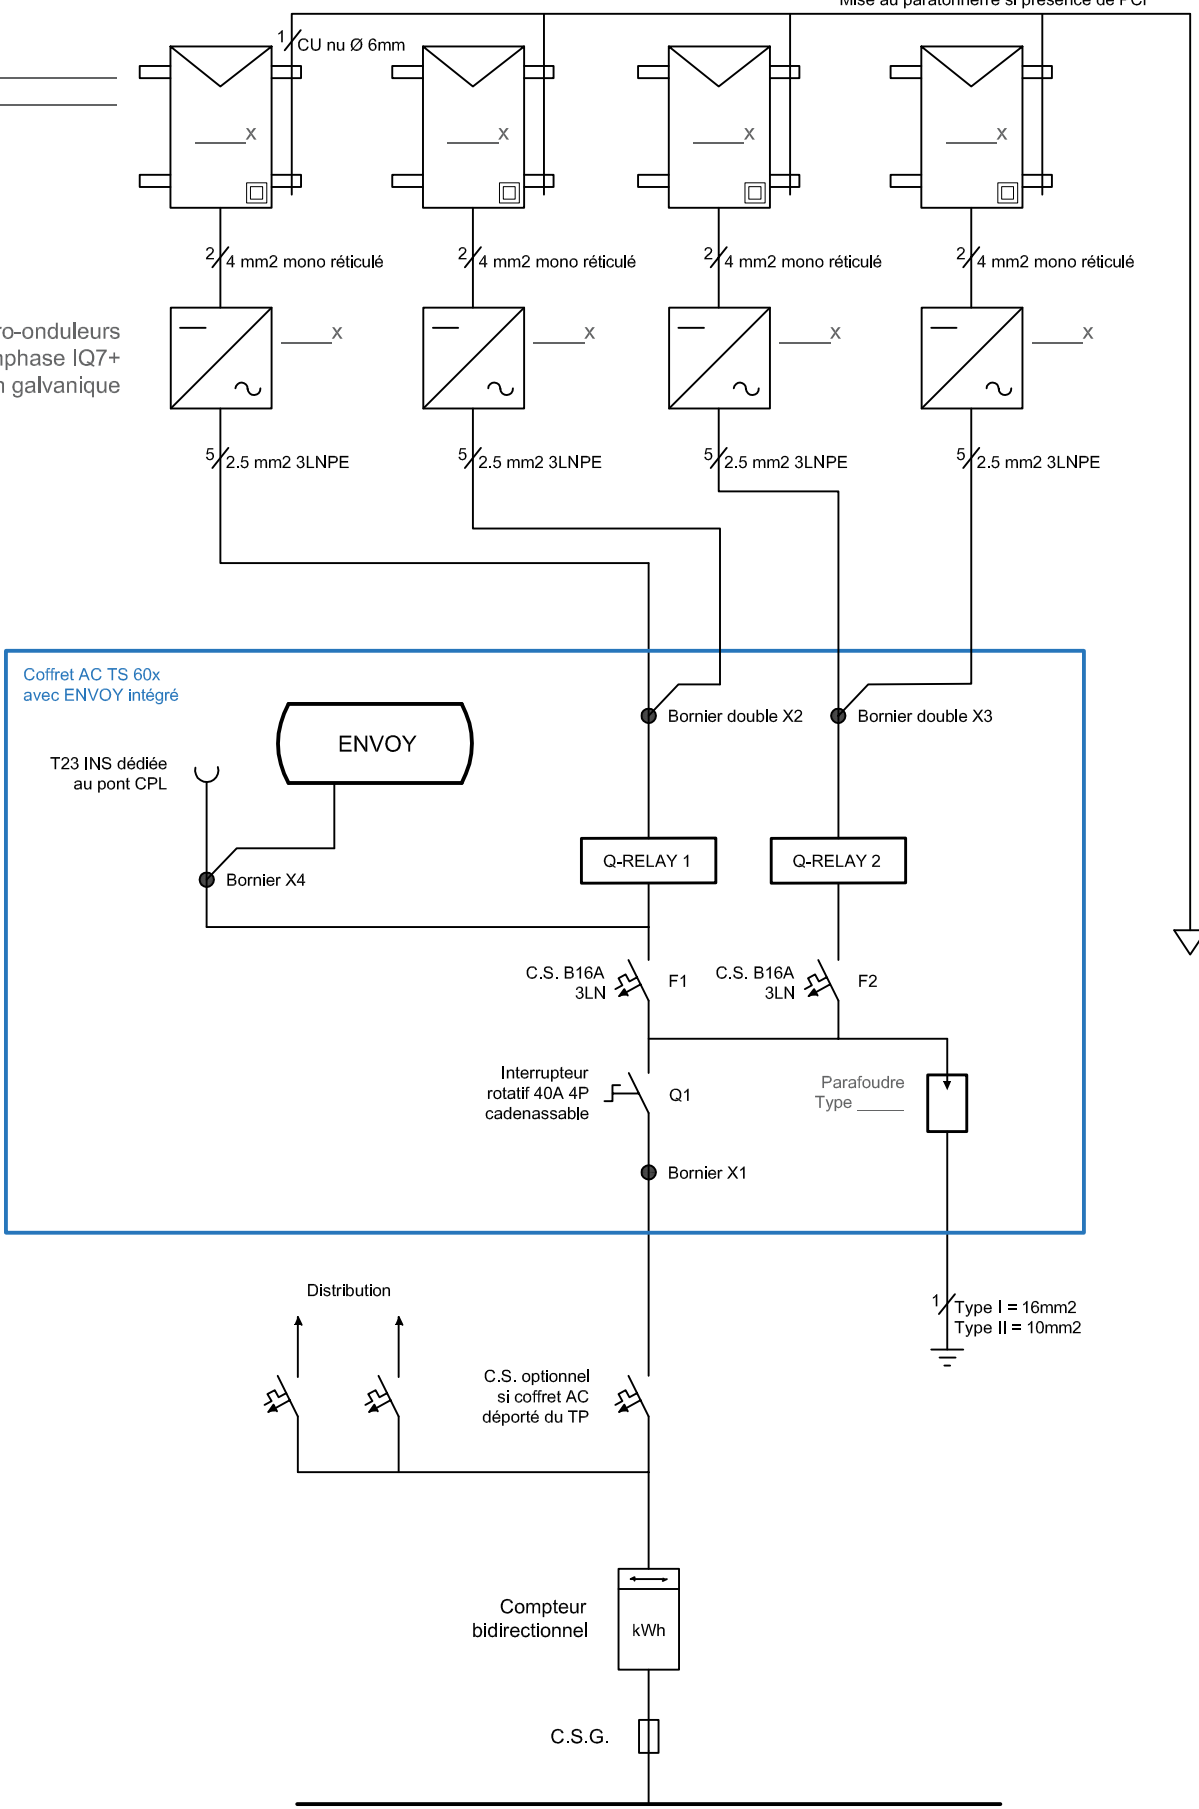 Mise au paratonnerre si présence de PCF
1
CU nu Ø 6mm
x
x
x
x
2
4 mm2 mono réticulé
2
4 mm2 mono réticulé
2
4 mm2 mono réticulé
2
4 mm2 mono réticulé
ro-onduleurs
nphase IQ7+
n galvanique
x
x
x
x
5
2.5 mm2 3LNPE
5
2.5 mm2 3LNPE
5
2.5 mm2 3LNPE
5
2.5 mm2 3LNPE
Coffret AC TS 60x
avec ENVOY intégré
ENVOY
T23 INS dédiée
au pont CPL
Bornier double X2
Bornier double X3
Q-RELAY 1
Q-RELAY 2
Bornier X4
C.S. B16A
3LN
F1
C.S. B16A
3LN
F2
Interrupteur
rotatif 40A 4P
cadenassable
Q1
Parafoudre
Type _____
Bornier X1
Distribution
1
Type I = 16mm2
Type II = 10mm2
C.S. optionnel
si coffret AC
déporté du TP
Compteur
bidirectionnel
kWh
C.S.G.